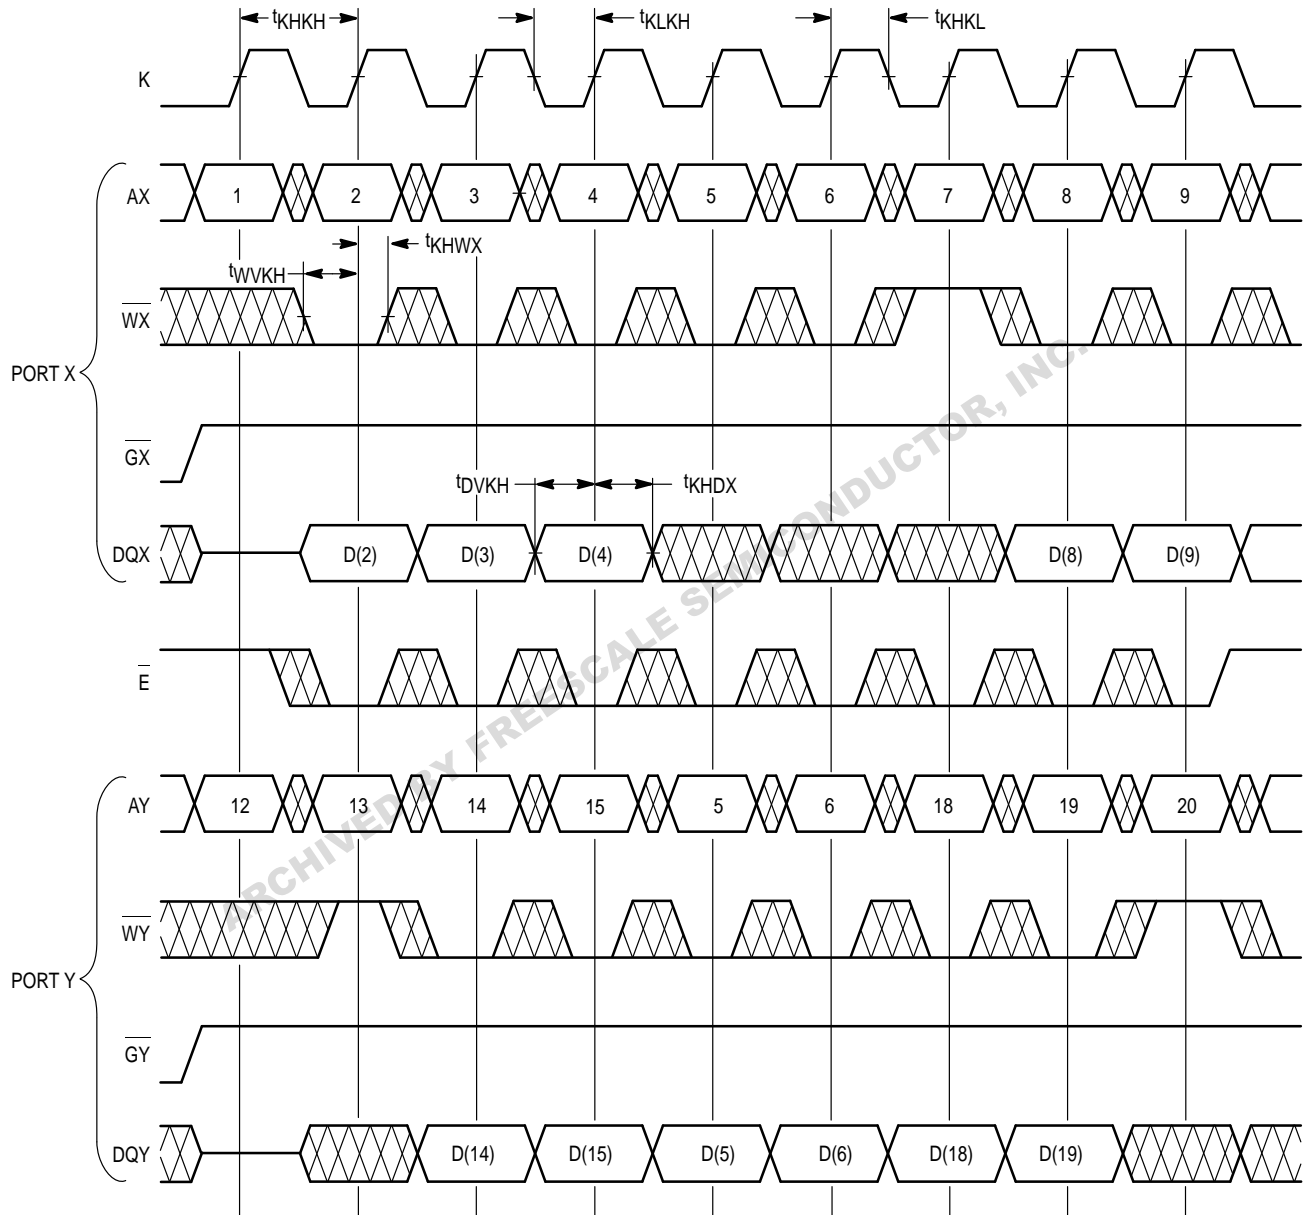 tKHKH tKLKH tKHKL
K
AX 1 2 3 4 5 6 7 8 9
tKHWX
tWVKH
WX
PORT X
GX
tDVKH tKHDX
DQX D(2) D(3) D(4) D(8) D(9)
E
AY 12 13 14 15 5 6 18 19 20
WY
PORT Y
GY
DQY D(14) D(15) D(5) D(6) D(18) D(19)
ARCHIVED BY FREESCALE SEMICONDUCTOR, INC.